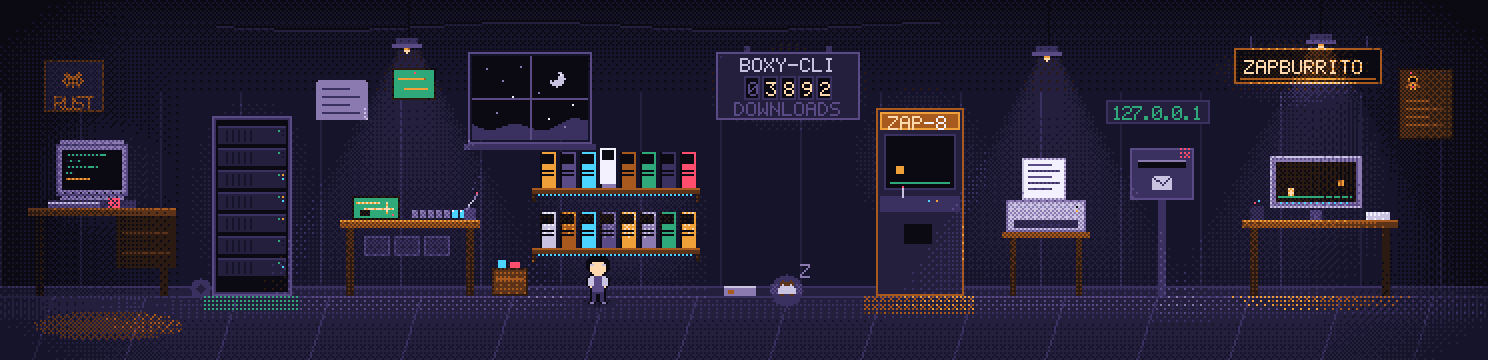 RUST
BOXY-CLI
03892
DOWNLOADS
ZAP-8
127.0.0.1
ZAPBURRITO
Z